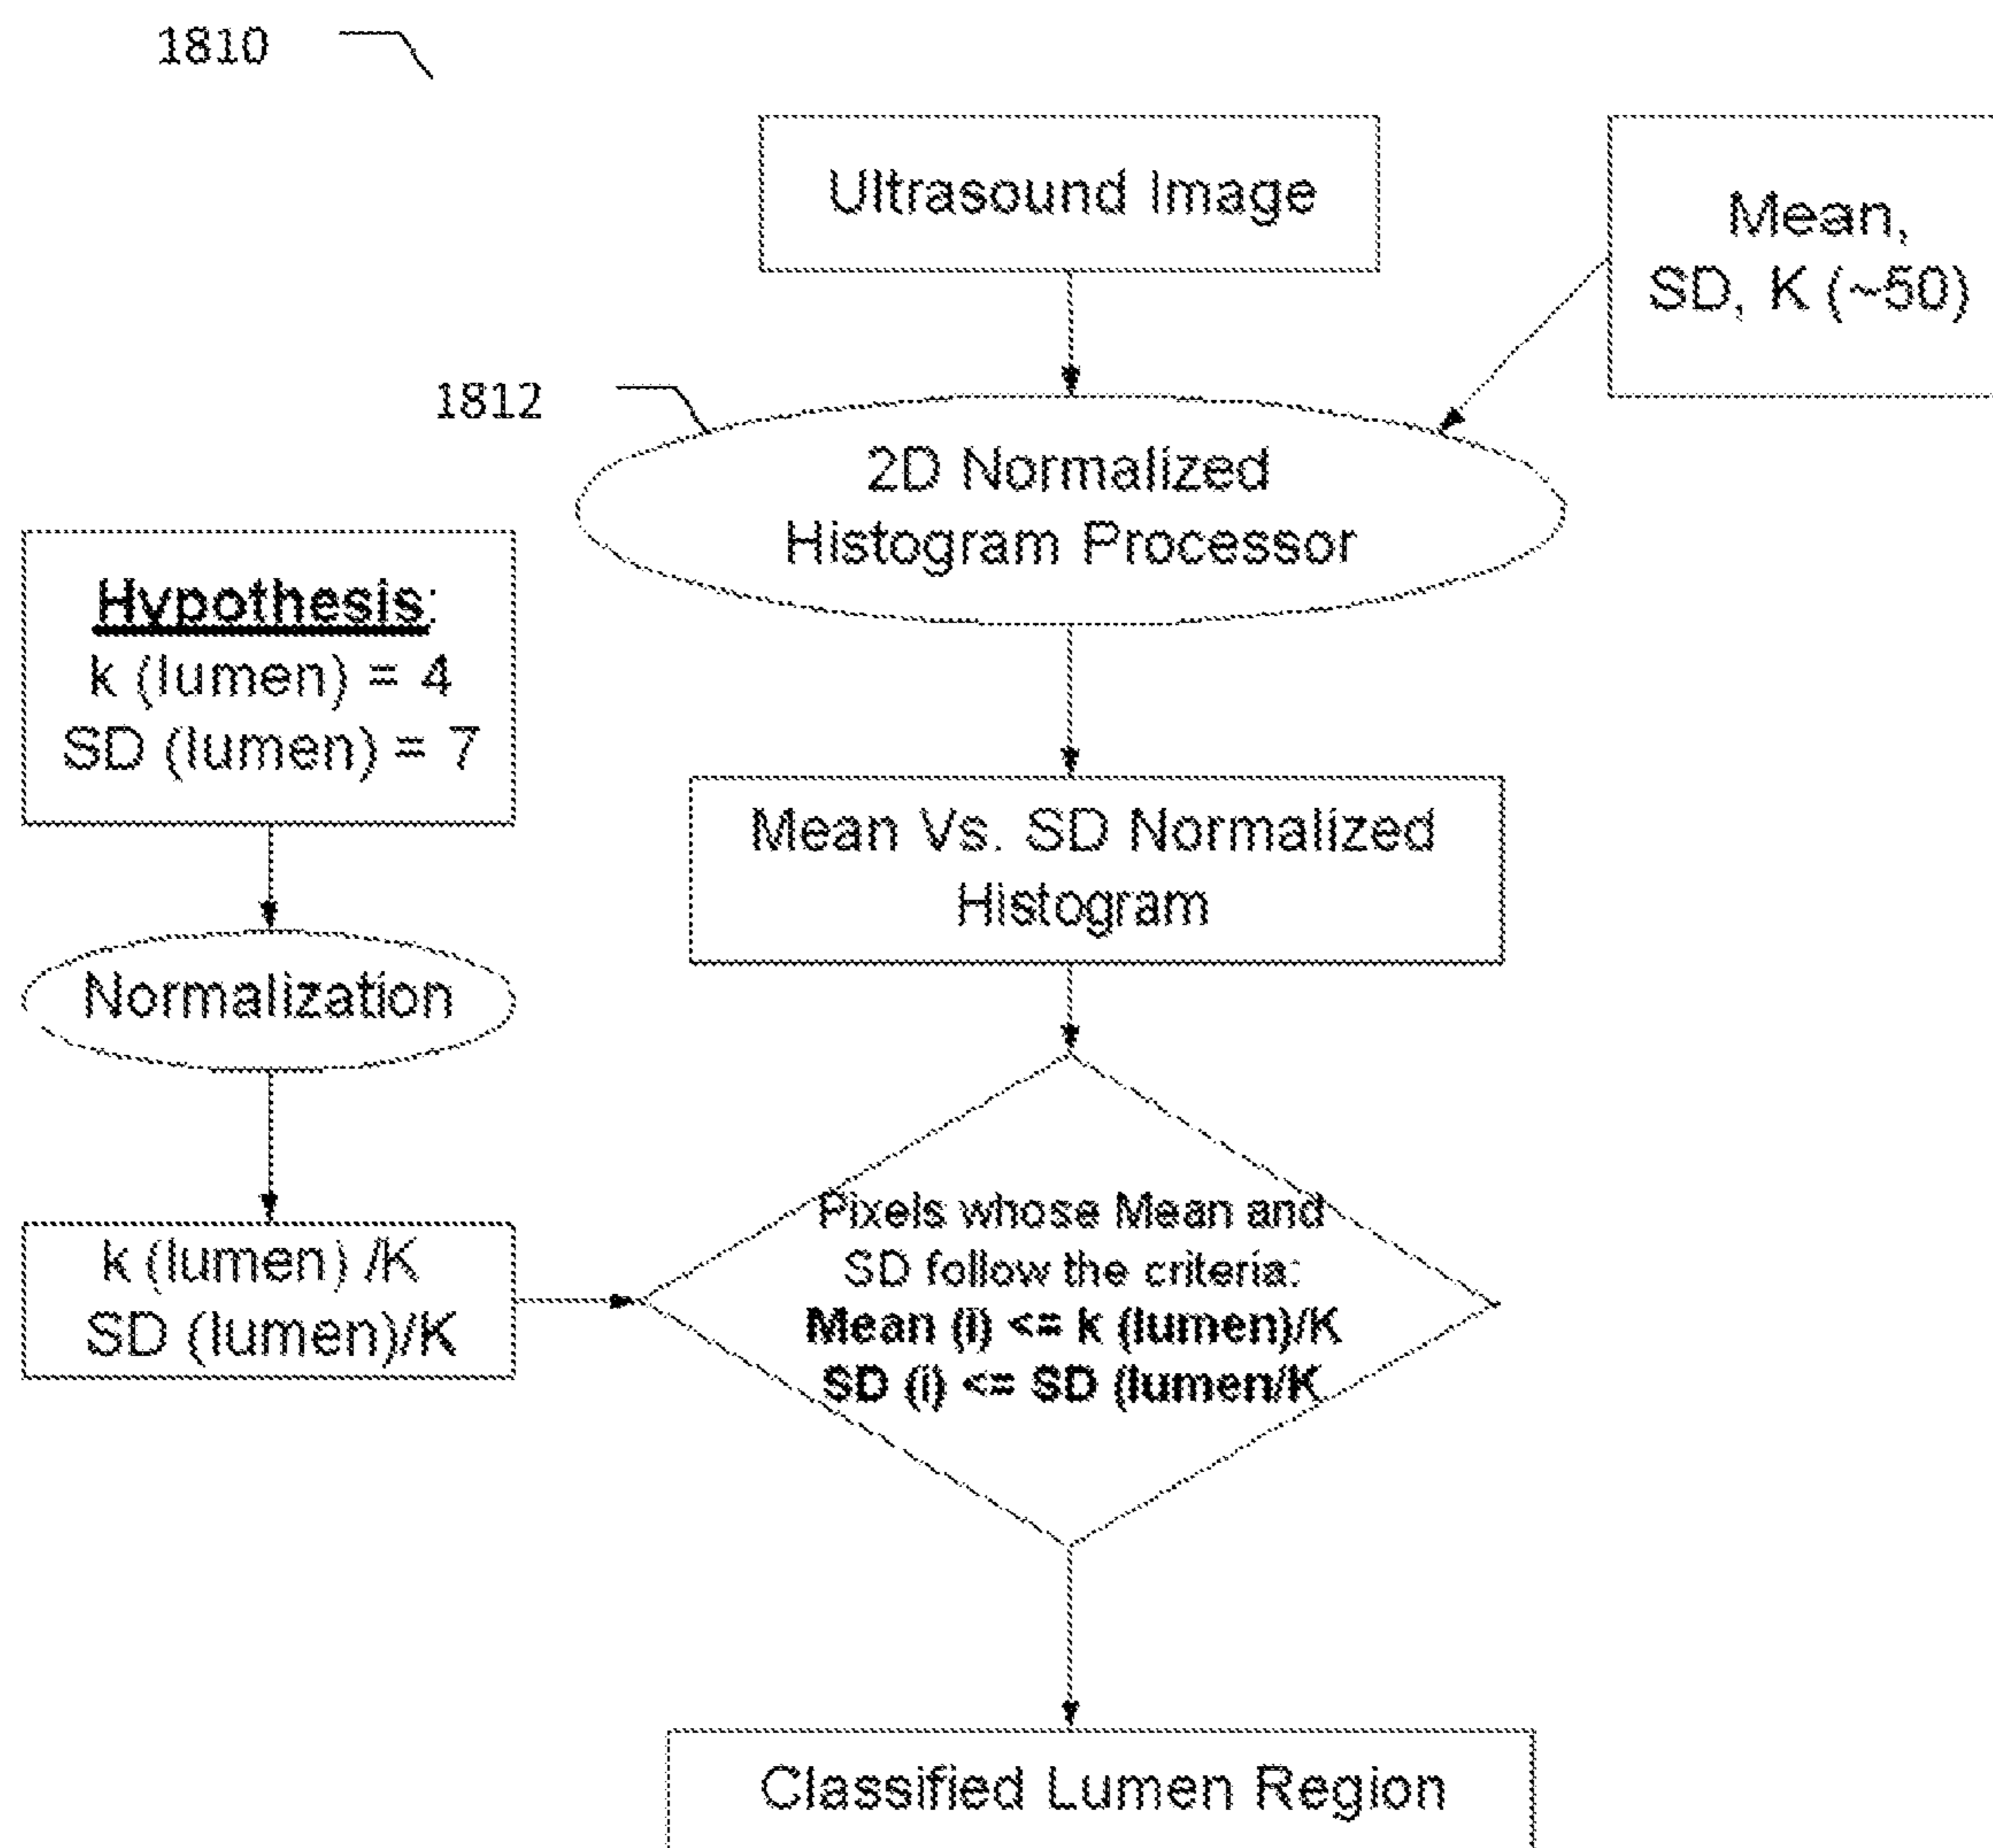 1810
Ultrasound Image
Mean,
SD, K (~50)
1812
2D Normalized
Histogram Processor
Hypothesis:
k (lumen) = 4
SD (lumen) = 7
Mean Vs. SD Normalized
Histogram
Normalization
k (lumen) /K
SD (lumen)/K
Pixels whose Mean and
SD follow the criteria:
Mean (i) <= k (lumen)/K
SD (i) <= SD (lumen/K
Classified Lumen Region